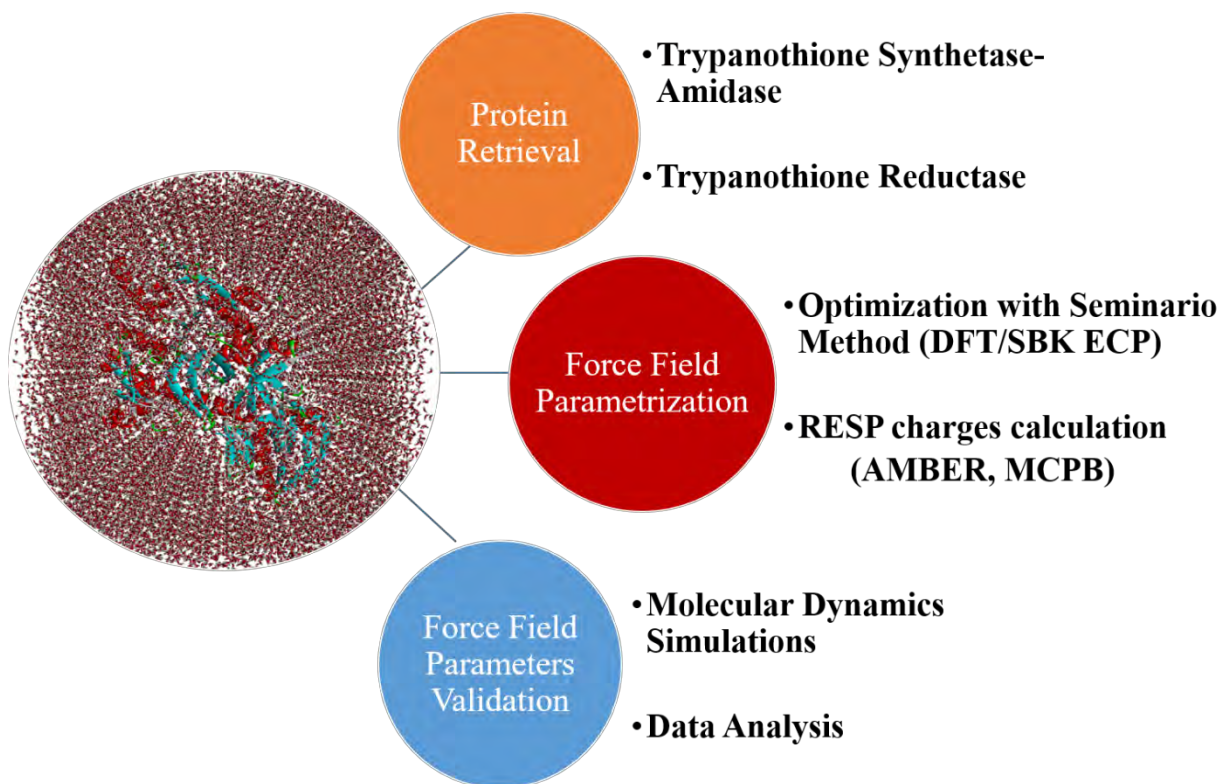 Protein
Retrieval
•Trypanothione Synthetase-
Amidase
•Trypanothione Reductase
Force Field
Parametrization
•Optimization with Seminario
Method (DFT/SBK ECP)
•RESP charges calculation
(AMBER, MCPB)
Force Field
Parameters
Validation
•Molecular Dynamics
Simulations
•Data Analysis